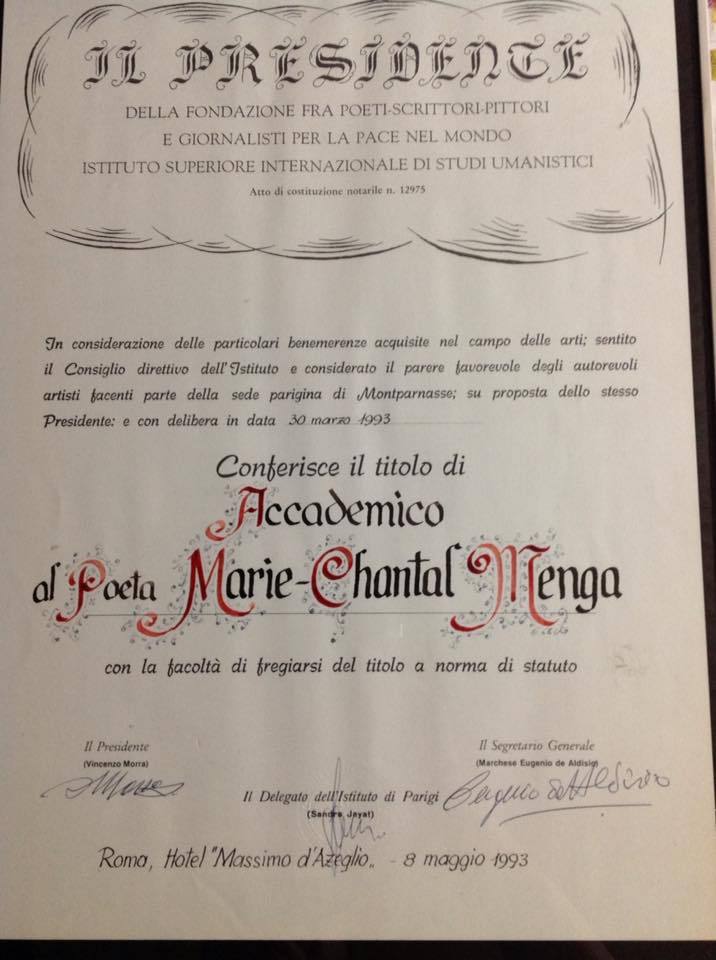 IL PRESIDENTE
DELLA FONDAZIONE FRA POETI-SCRITTORI-PITTORI
E GIORNALISTI PER LA PACE NEL MONDO
ISTITUTO SUPERIORE INTERNAZIONALE DI STUDI UMANISTICI
Atto di costituzione notarile n. 12975
In considerazione delle particolari benemerenze acquisite nel campo delle arti; sentito
il Consiglio direttivo dell'Istituto e considerato il parere favorevole degli autorevoli
artisti facenti parte della sede parigina di Montparnasse; su proposta dello stesso
Presidente: e con delibera in data 30 marzo 1993
Conferisce il titolo di
Accademico
al Poeta Marie-Chantal Menga
con la facoltà di fregiarsi del titolo a norma di statuto
Il Presidente
(Vincenzo Morra)
Il Segretario Generale
(Marchese Eugenio de Aldisig)
Il Delegato dell'Istituto di Parigi
(Sandra Jayat)
Roma, Hotel "Massimo d'Azeglio„ - 8 maggio 1993